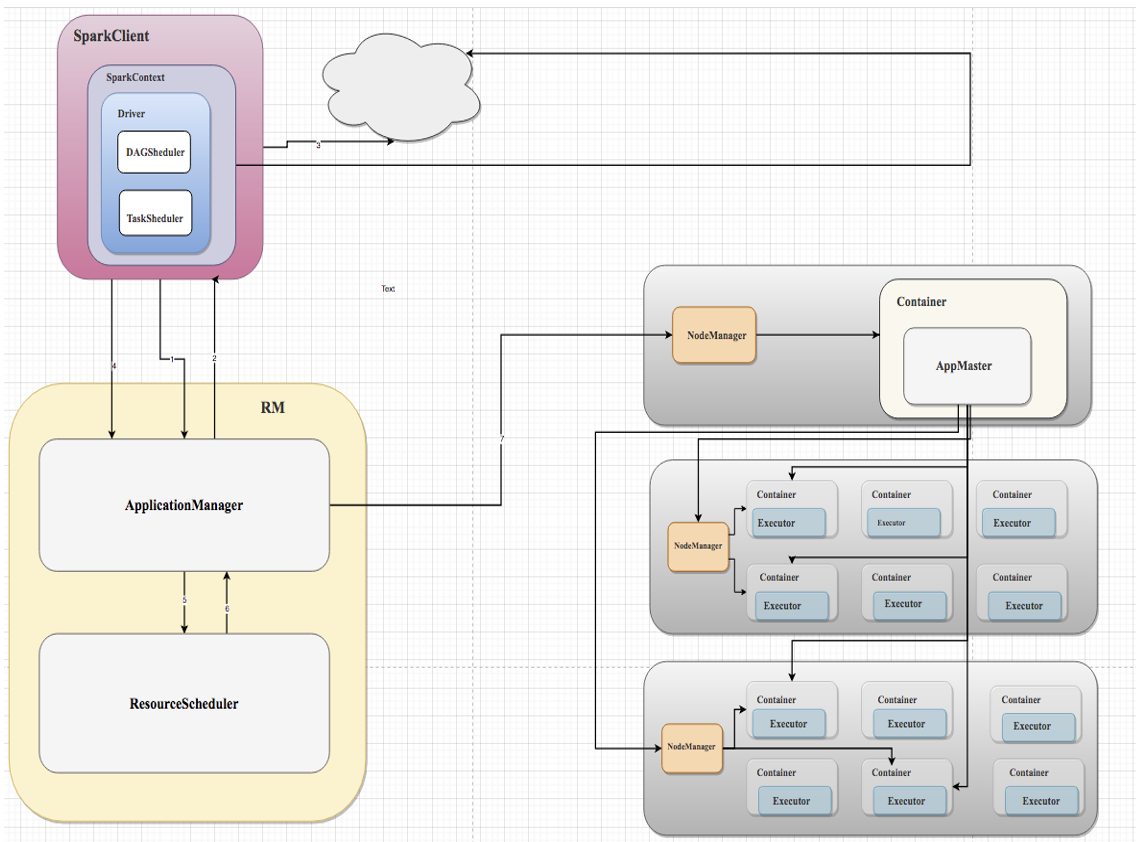 SparkClient
SparkContext
Driver
DAGSheduler
TaskSheduler
3
Text
4
1
2
RM
ApplicationManager
5
6
ResourceScheduler
7
NodeManager
Container
AppMaster
NodeManager
Container
Executor
Container
Executor
Container
Executor
Container
Executor
Container
Executor
Container
Executor
NodeManager
Container
Executor
Container
Executor
Container
Executor
Container
Executor
Container
Executor
Container
Executor